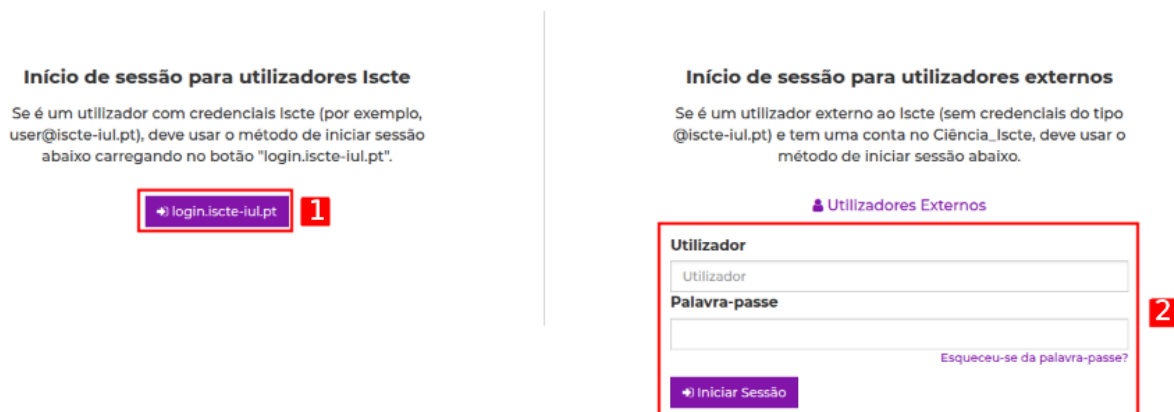 Início de sessão para utilizadores Iscte
Se é um utilizador com credenciais Iscte (por exemplo,
user@iscte-iul.pt), deve usar o método de iniciar sessão
abaixo carregando no botão "login.iscte-iul.pt".
login.iscte-iul.pt
1
Início de sessão para utilizadores externos
Se é um utilizador externo ao Iscte (sem credenciais do tipo
@iscte-iul.pt) e tem uma conta no Ciência_Iscte, deve usar o
método de iniciar sessão abaixo.
Utilizadores Externos
Utilizador
Utilizador
Palavra-passe
2
Esqueceu-se da palavra-passe?
Iniciar Sessão